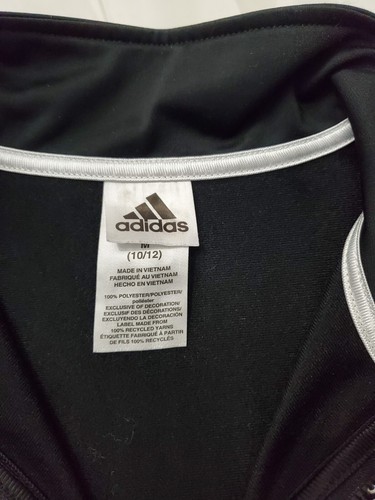 adidas
M
(10/12)
MADE IN VIETNAM
FABRIQUÉ AU VIETNAM
HECHO EN VIETNAM
100% POLYESTER/POLYESTER/
poliéster
EXCLUSIVE OF DECORATION/
EXCLUSIF DES DÉCORATIONS/
EXCLUYENDO LA DECORACIÓN
LABEL MADE FROM
100% RECYCLED YARNS
ÉTIQUETTE FABRIQUÉ À PARTIR
DE FILS 100% RECYCLÉS